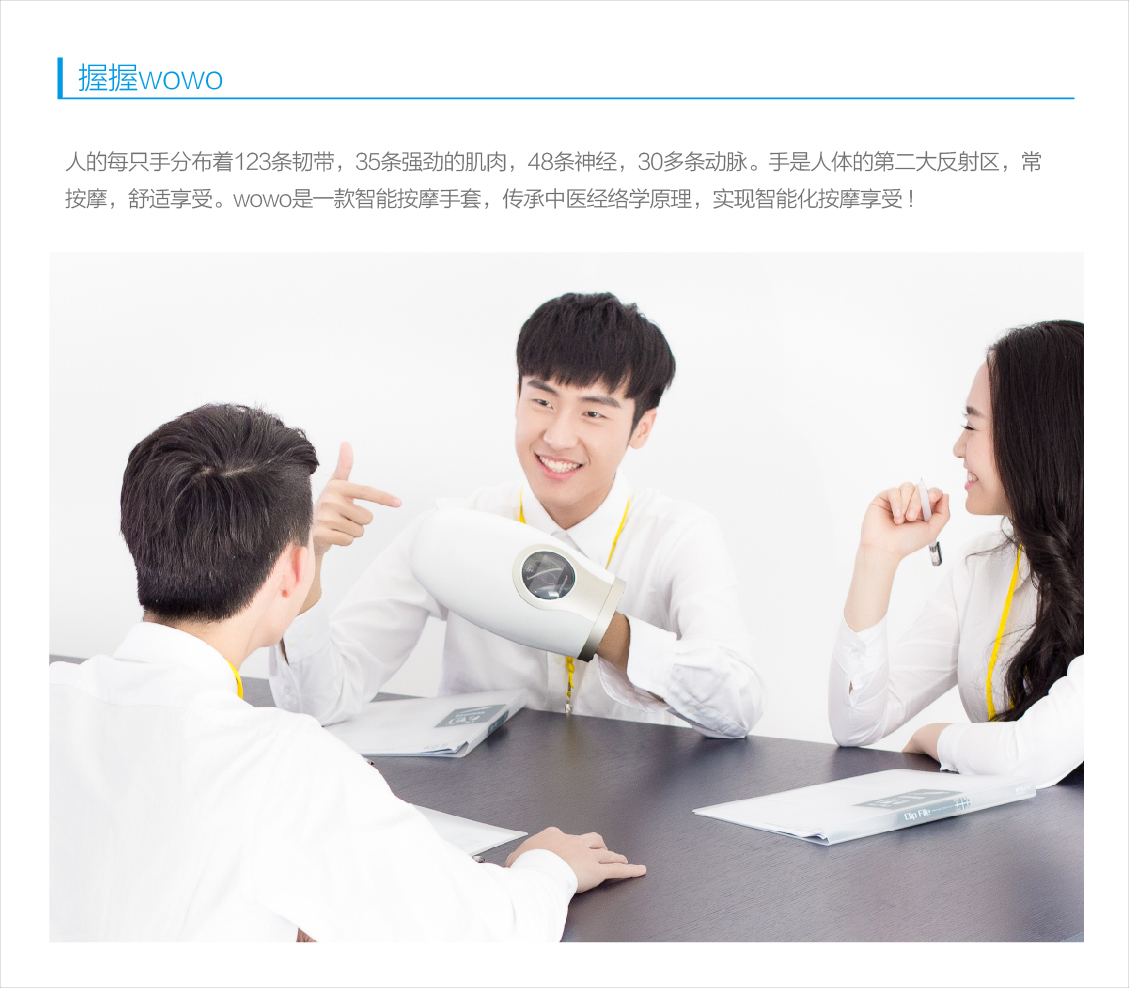 握握wowo
人的每只手分布着123条韧带，35条强劲的肌肉，48条神经，30多条动脉。手是人体的第二大反射区，常
按摩，舒适享受。wowo是一款智能按摩手套，传承中医经络学原理，实现智能化按摩享受！
Dip File